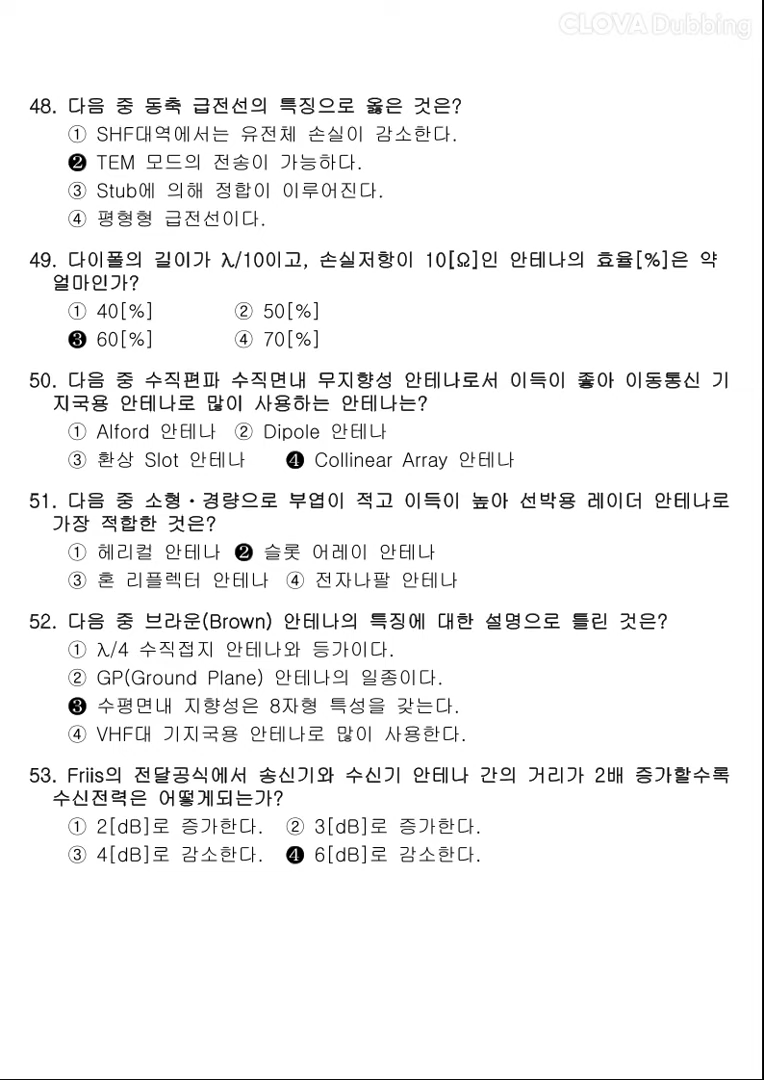 CLOVA Dubbing
48. 다음 중 동축 급전선의 특징으로 옳은 것은?
① SHF대역에서는 유전체 손실이 감소한다.
❷ TEM 모드의 전송이 가능하다.
③ Stub에 의해 정합이 이루어진다.
④ 평형형 급전선이다.
49. 다이폴의 길이가 λ/10이고, 손실저항이 10[Ω]인 안테나의 효율[%]은 약
얼마인가?
① 40[%] ② 50[%]
❸ 60[%] ④ 70[%]
50. 다음 중 수직편파 수직면내 무지향성 안테나로서 이득이 좋아 이동통신 기
지국용 안테나로 많이 사용하는 안테나는?
① Alford 안테나 ② Dipole 안테나
③ 환상 Slot 안테나 ❹ Collinear Array 안테나
51. 다음 중 소형·경량으로 부엽이 적고 이득이 높아 선박용 레이더 안테나로
가장 적합한 것은?
① 헤리컬 안테나 ❷ 슬롯 어레이 안테나
③ 혼 리플렉터 안테나 ④ 전자나팔 안테나
52. 다음 중 브라운(Brown) 안테나의 특징에 대한 설명으로 틀린 것은?
① λ/4 수직접지 안테나와 등가이다.
② GP(Ground Plane) 안테나의 일종이다.
❸ 수평면내 지향성은 8자형 특성을 갖는다.
④ VHF대 기지국용 안테나로 많이 사용한다.
53. Friis의 전달공식에서 송신기와 수신기 안테나 간의 거리가 2배 증가할수록
수신전력은 어떻게되는가?
① 2[dB]로 증가한다. ② 3[dB]로 증가한다.
③ 4[dB]로 감소한다. ❹ 6[dB]로 감소한다.